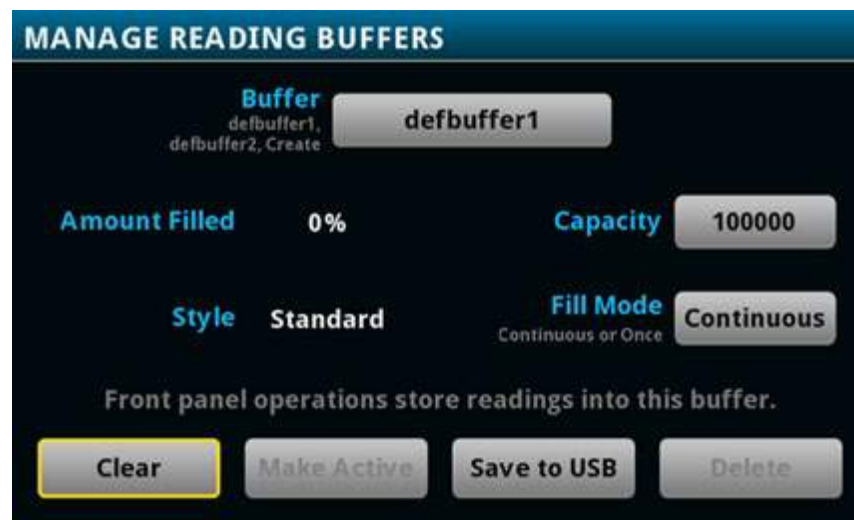 MANAGE READING BUFFERS
Buffer
defbuffer1,
defbuffer2, Create
defbuffer1
Amount Filled
0%
Capacity
100000
Style
Standard
Fill Mode
Continuous or Once
Continuous
Front panel operations store readings into this buffer.
Clear
Make Active
Save to USB
Delete